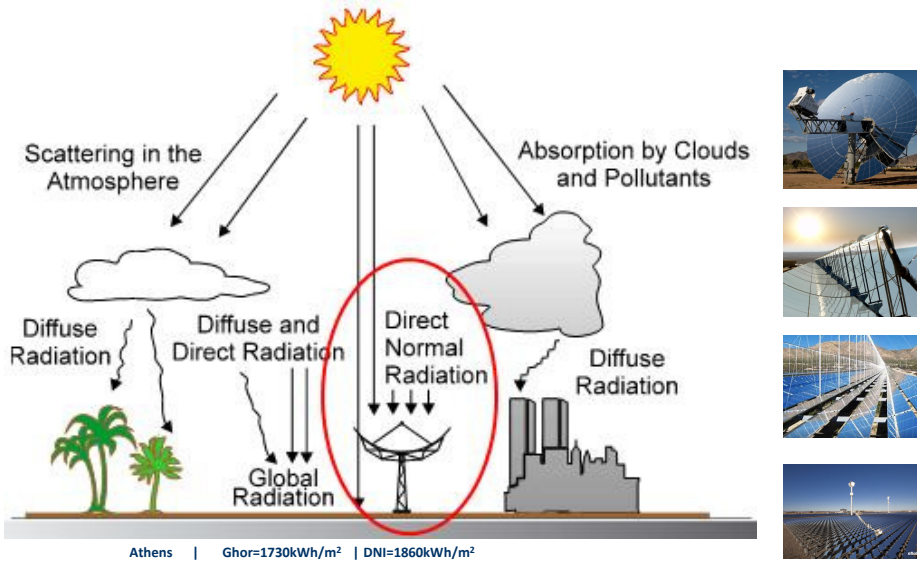 Scattering in the
Atmosphere
Absorption by Clouds
and Pollutants
Diffuse
Radiation
Diffuse and
Direct Radiation
Direct
Normal
Radiation
Diffuse
Radiation
Global
Radiation
Athens | Ghor=1730kWh/m² | DNI=1860kWh/m²